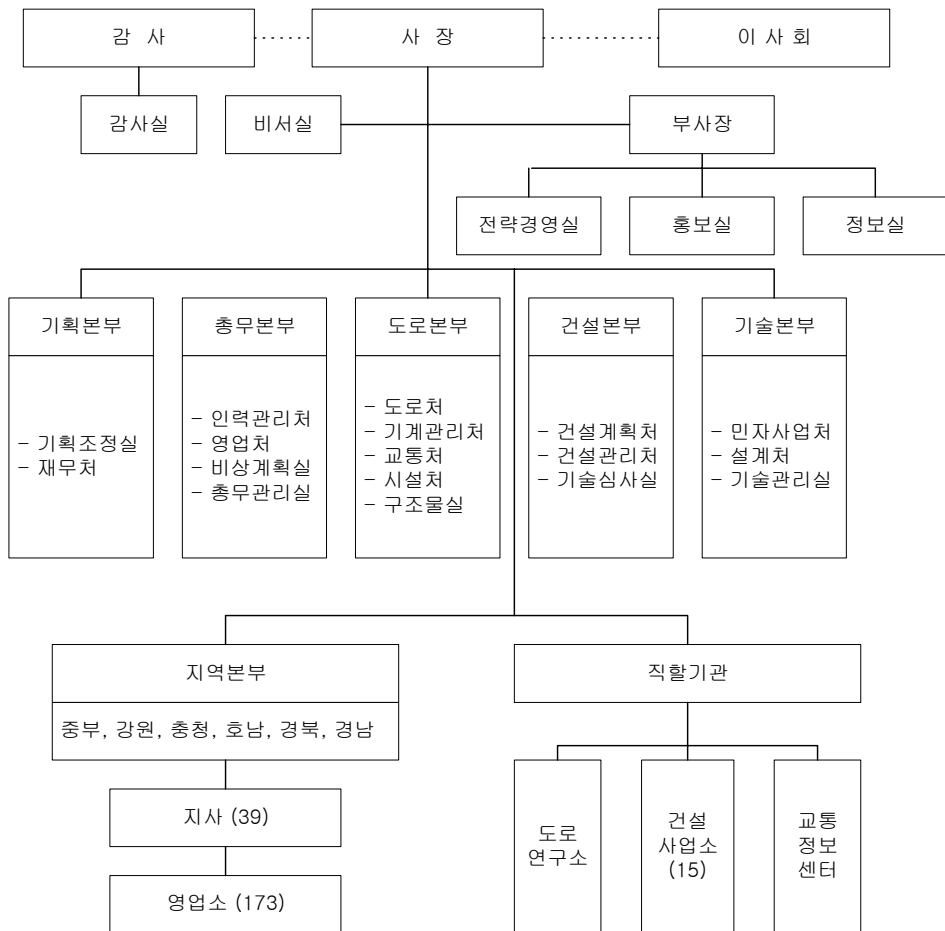 감 사
사 장
이 사 회
감사실
비서실
부사장
전략경영실
홍보실
정보실
기획본부
- 기획조정실
- 재무처
총무본부
- 인력관리처
- 영업처
- 비상계획실
- 총무관리실
도로본부
- 도로처
- 기계관리처
- 교통처
- 시설처
- 구조물실
건설본부
- 건설계획처
- 건설관리처
- 기술심사실
기술본부
- 민자사업처
- 설계처
- 기술관리실
지역본부
중부, 강원, 충청, 호남, 경북, 경남
지사 (39)
영업소 (173)
직할기관
도로
연구소
건설
사업소
(15)
교통
정보
센터